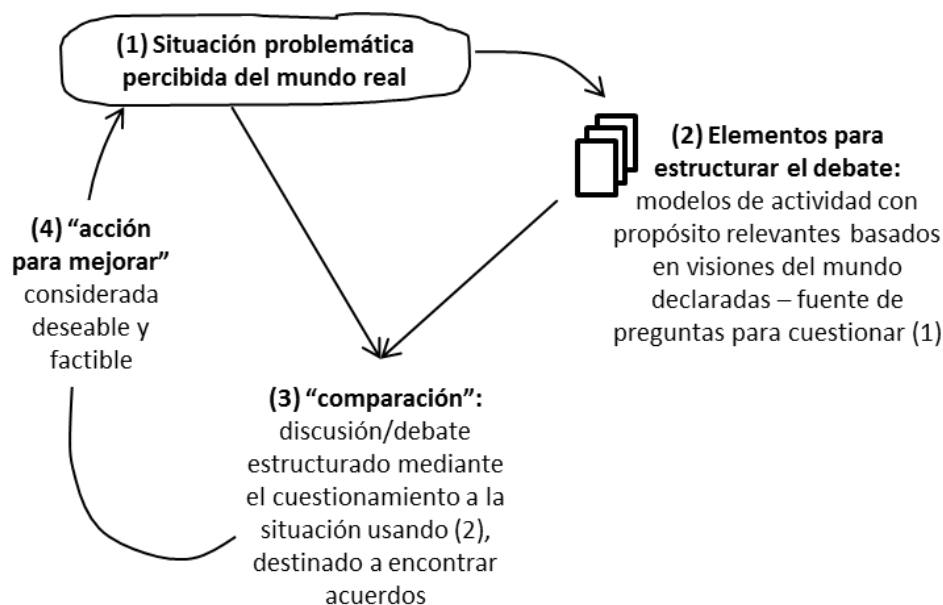 (1) Situación problemática
percibida del mundo real
(2) Elementos para
estructurar el debate:
modelos de actividad con
propósito relevantes basados
en visiones del mundo
declaradas – fuente de
preguntas para cuestionar (1)
(3) “comparación”:
discusión/debate
estructurado mediante
el cuestionamiento a la
situación usando (2),
destinado a encontrar
acuerdos
(4) “acción
para mejorar”
considerada
deseable y
factible